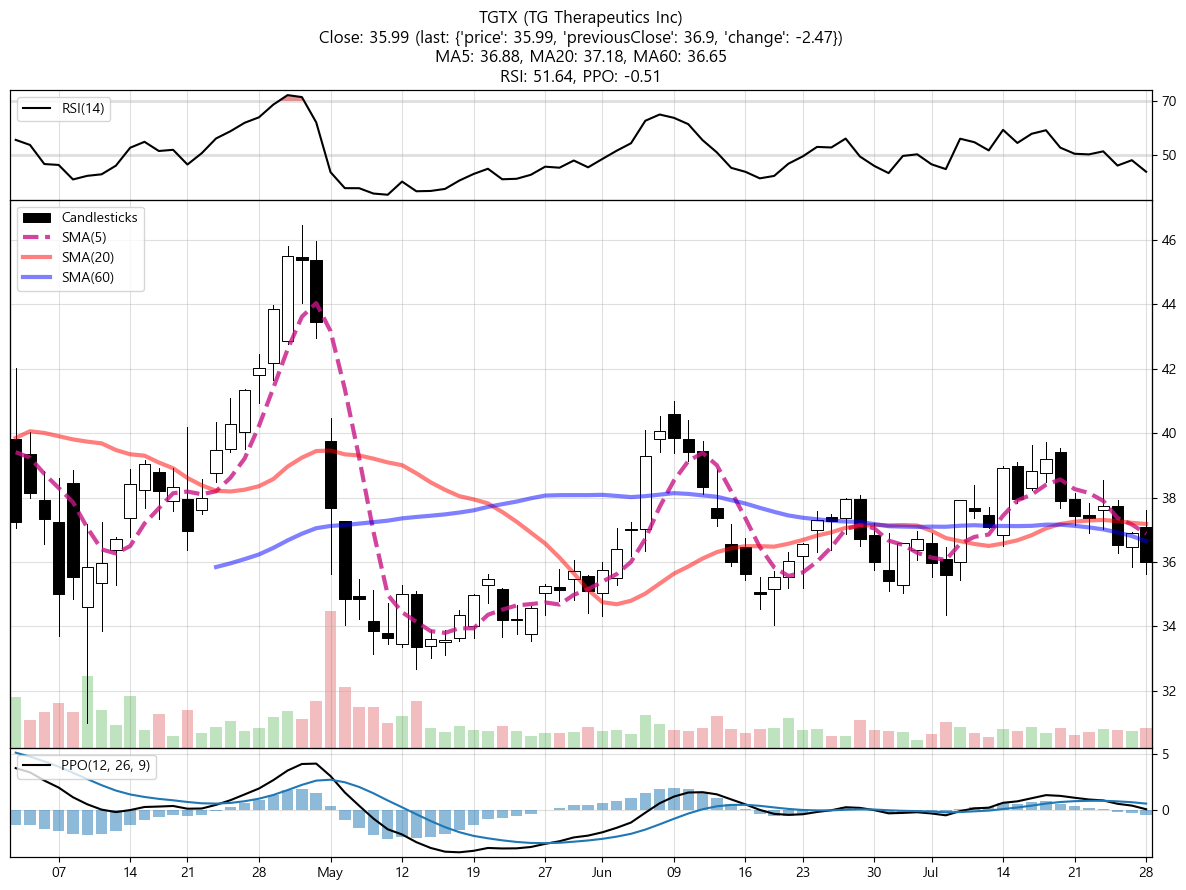 TGTX (TG Therapeutics Inc)
Close: 35.99 (last: {'price': 35.99, 'previousClose': 36.9, 'change': -2.47})
MA5: 36.88, MA20: 37.18, MA60: 36.65
RSI: 51.64, PPO: -0.51
RSI(14)
70
50
Candlesticks
SMA(5)
SMA(20)
SMA(60)
46
44
42
40
38
36
34
32
PPO(12, 26, 9)
5
0
07 14 21 28 May 12 19 27 Jun 09 16 23 30 Jul 14 21 28